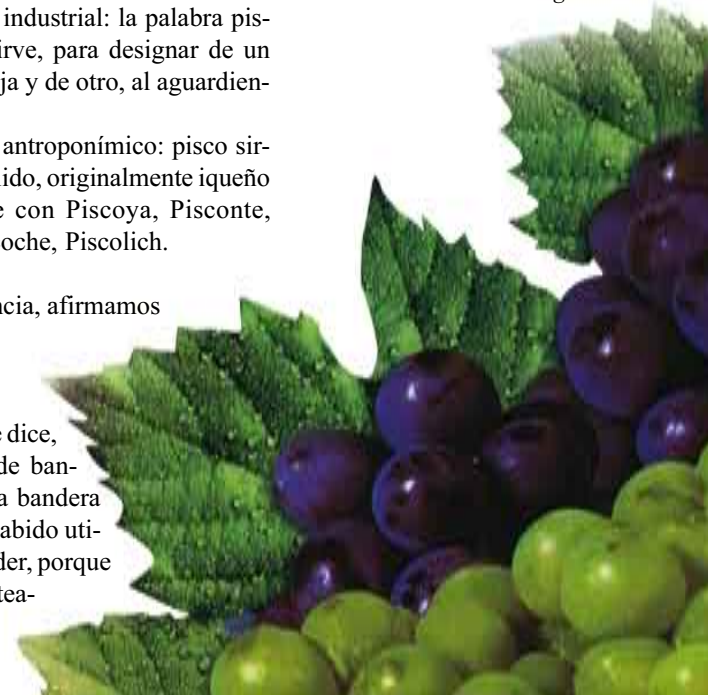 industrial: la palabra pis-
irve, para designar de un
ja y de otro, al aguardien-
antroponímico: pisco sir-
lido, originalmente iqueño
e con Piscoya, Pisconte,
oche, Piscolich.
ncia, afirmamos
e dice,
de ban-
a bandera
abido uti-
der, porque
tea-